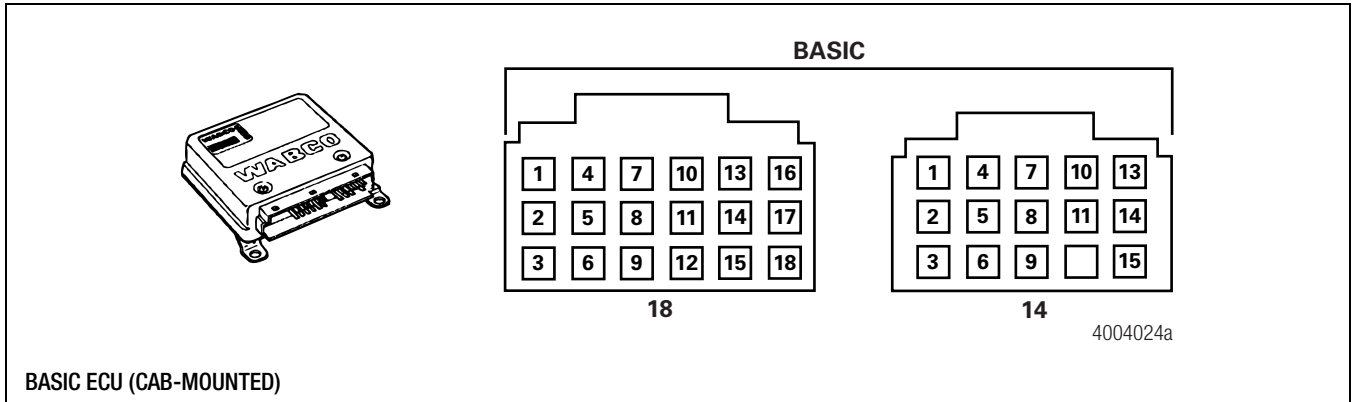 BASIC
WABCO
WABCO
1 4 7 10 13 16
2 5 8 11 14 17
3 6 9 12 15 18
18
1 4 7 10 13
2 5 8 11 14
3 6 9 15
14
4004024a
BASIC ECU (CAB-MOUNTED)